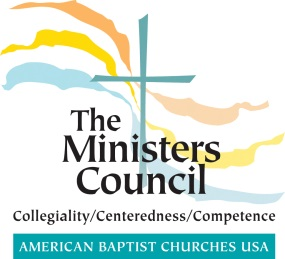 The
Ministers
Council
Collegiality/Centeredness/Competence
AMERICAN BAPTIST CHURCHES USA